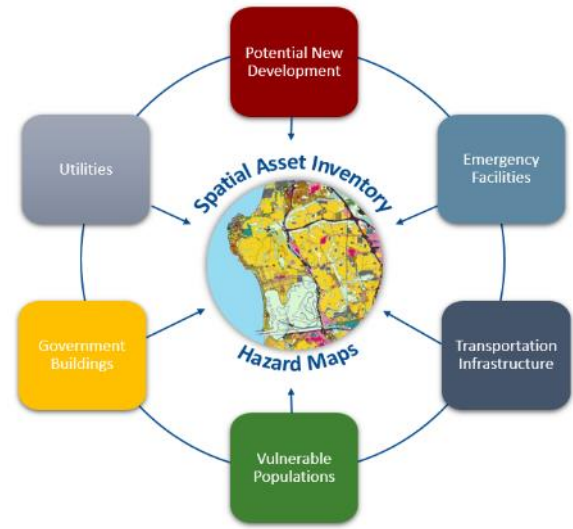 Potential New
Development
Utilities
Emergency
Facilities
Spatial Asset Inventory
Hazard Maps
Government
Buildings
Transportation
Infrastructure
Vulnerable
Populations